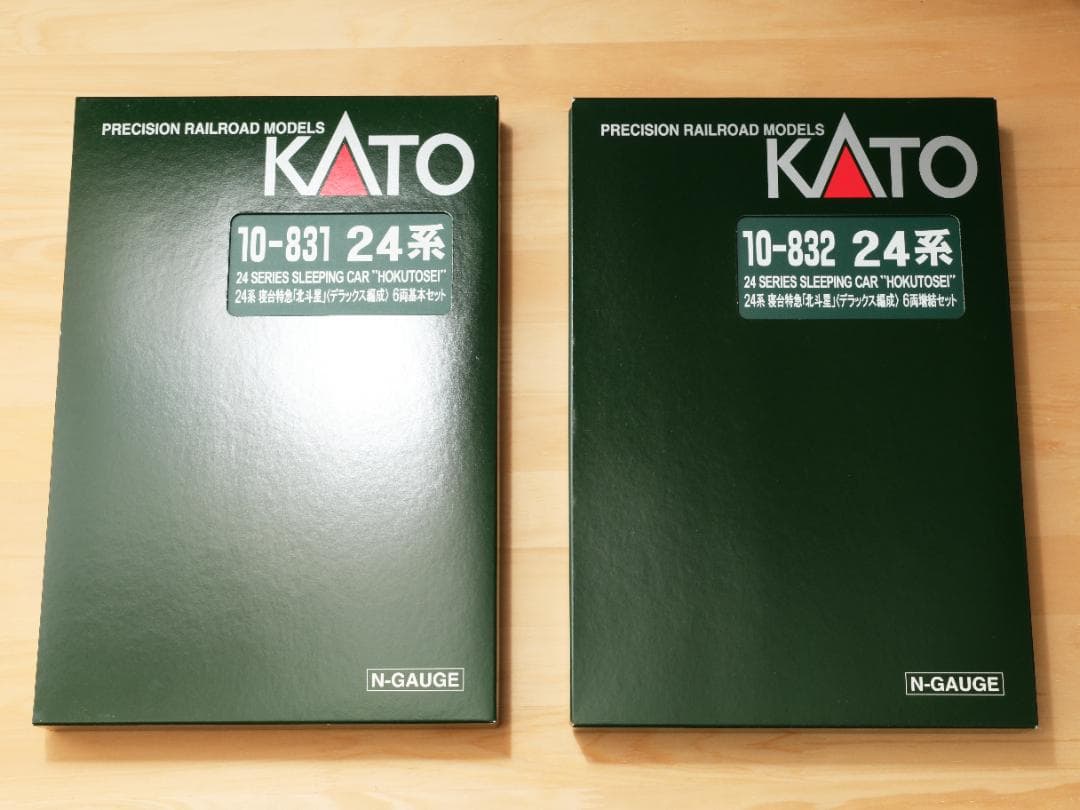 PRECISION RAILROAD MODELS
KATO
10-831 24系
24 SERIES SLEEPING CAR "HOKUTOSEI"
24系 寝台特急「北斗星」〈デラックス編成〉 6両基本セット
N-GAUGE
PRECISION RAILROAD MODELS
KATO
10-832 24系
24 SERIES SLEEPING CAR "HOKUTOSEI"
24系 寝台特急「北斗星」〈デラックス編成〉 6両増結セット
N-GAUGE